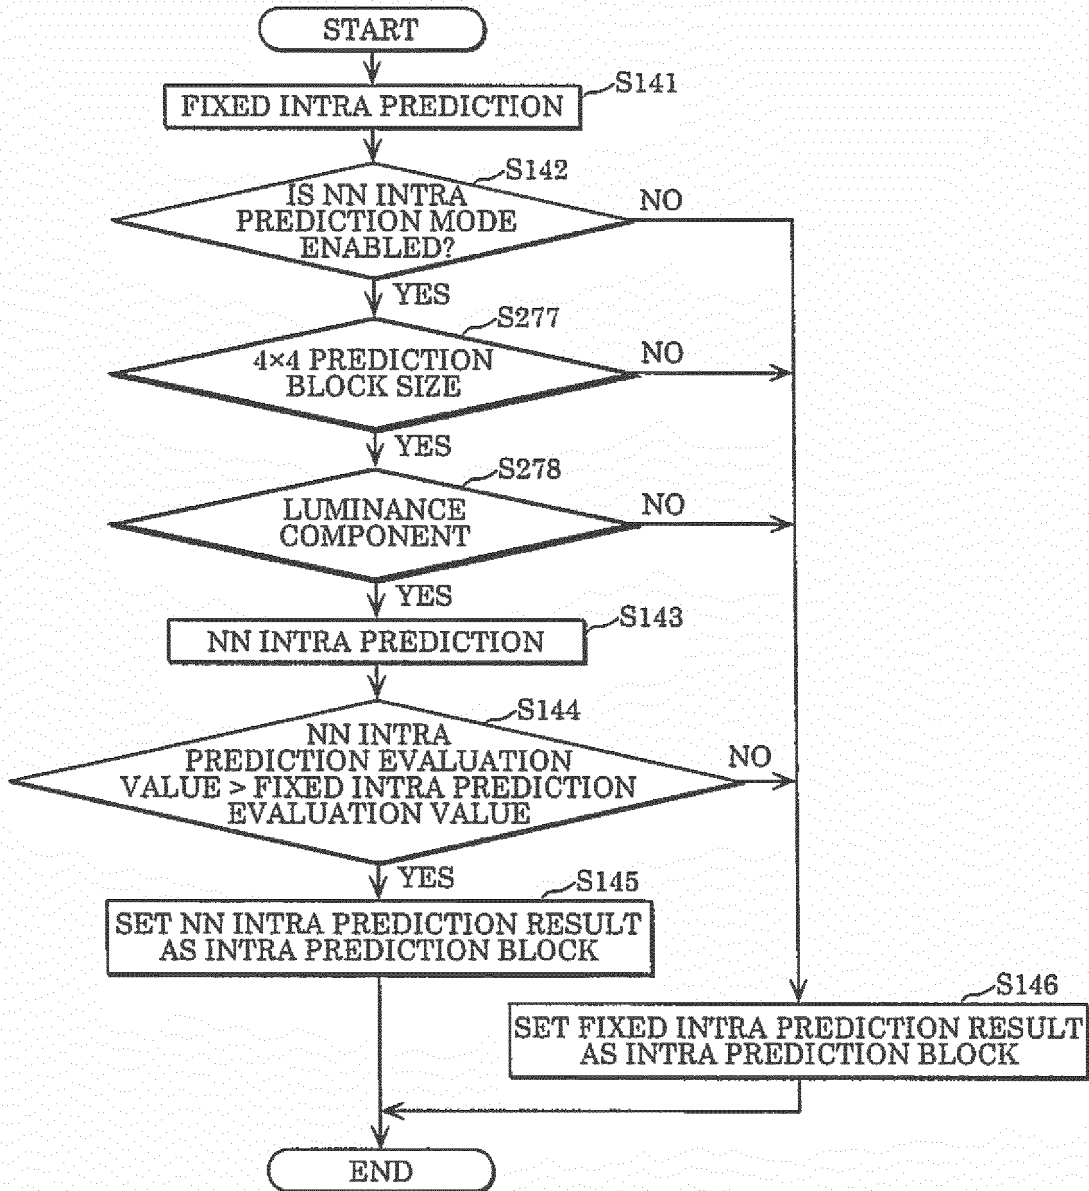 START
S141
FIXED INTRA PREDICTION
S142
IS NN INTRA
PREDICTION MODE
ENABLED?
NO
YES
S277
4×4 PREDICTION
BLOCK SIZE
NO
YES
S278
LUMINANCE
COMPONENT
NO
YES
S143
NN INTRA PREDICTION
S144
NN INTRA
PREDICTION EVALUATION
VALUE > FIXED INTRA PREDICTION
EVALUATION VALUE
NO
YES
S145
SET NN INTRA PREDICTION RESULT
AS INTRA PREDICTION BLOCK
S146
SET FIXED INTRA PREDICTION RESULT
AS INTRA PREDICTION BLOCK
END